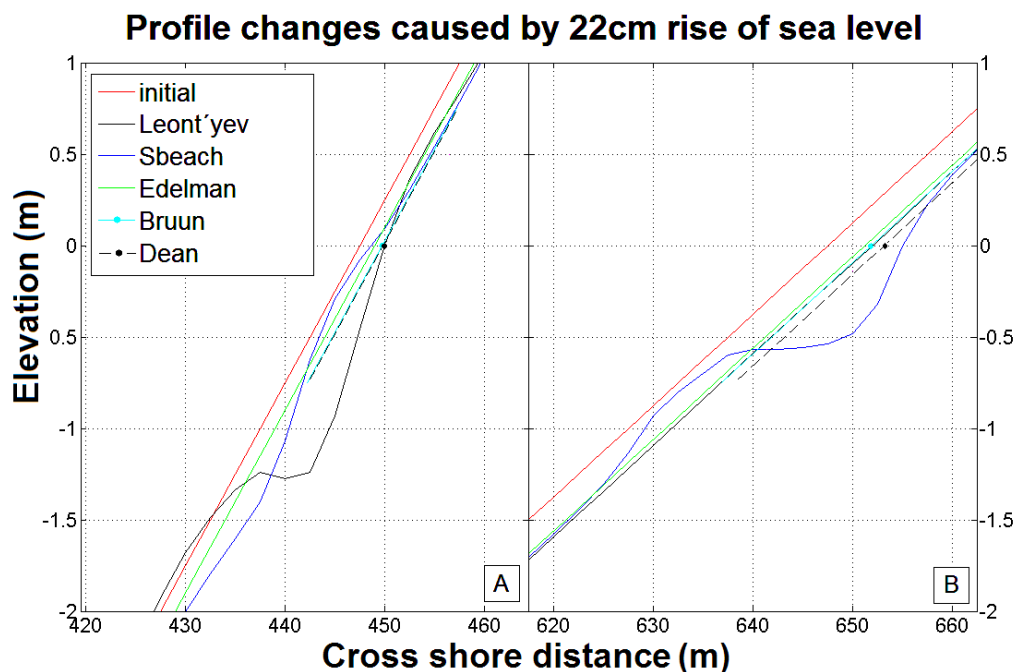 Profile changes caused by 22cm rise of sea level
Elevation (m)
1
0.5
0
0.5
-1
-1.5
-2
initial
Leont´yev
Sbeach
Edelman
Bruun
Dean
A
B
1
0.5
0
-0.5
-1
-1.5
-2
420
430
440
450
460
620
630
640
650
660
Cross shore distance (m)